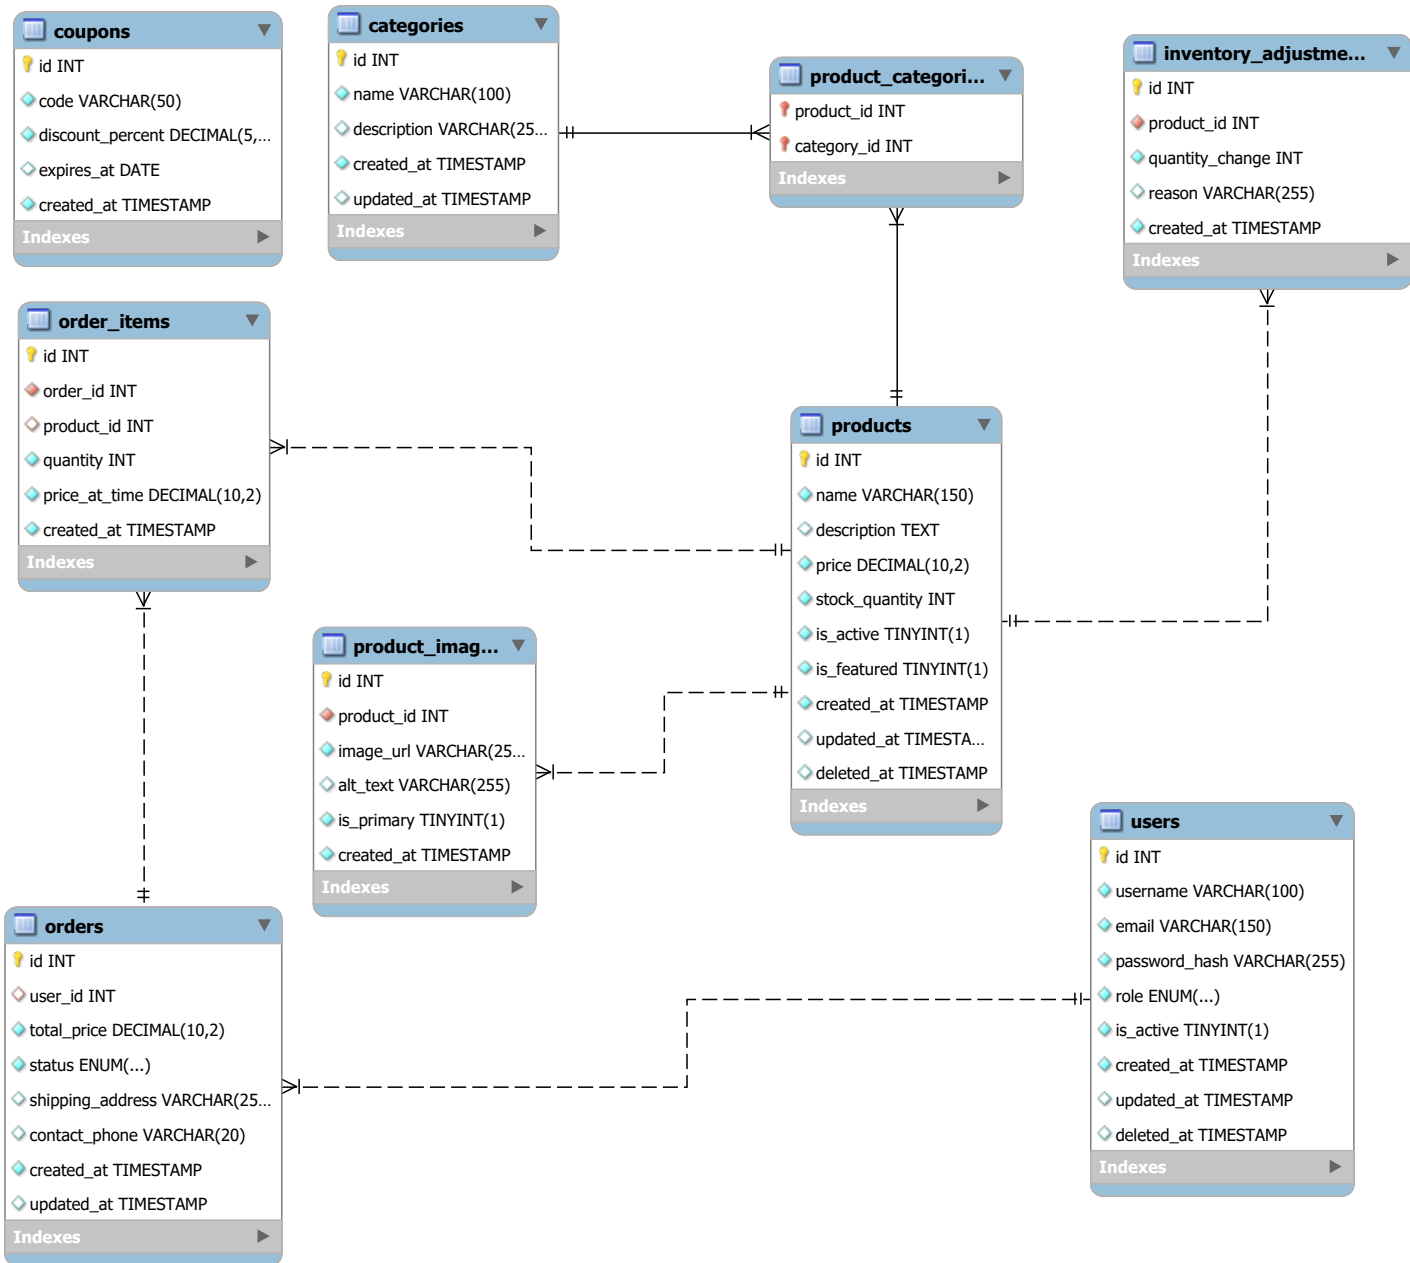 coupons
id INT
code VARCHAR(50)
discount_percent DECIMAL(5,...
expires_at DATE
created_at TIMESTAMP
Indexes
categories
id INT
name VARCHAR(100)
description VARCHAR(25...
created_at TIMESTAMP
updated_at TIMESTAMP
Indexes
product_categori...
product_id INT
category_id INT
Indexes
inventory_adjustme...
id INT
product_id INT
quantity_change INT
reason VARCHAR(255)
created_at TIMESTAMP
Indexes
order_items
id INT
order_id INT
product_id INT
quantity INT
price_at_time DECIMAL(10,2)
created_at TIMESTAMP
Indexes
products
id INT
name VARCHAR(150)
description TEXT
price DECIMAL(10,2)
stock_quantity INT
is_active TINYINT(1)
is_featured TINYINT(1)
created_at TIMESTAMP
updated_at TIMESTA...
deleted_at TIMESTAMP
Indexes
product_imag...
id INT
product_id INT
image_url VARCHAR(25...
alt_text VARCHAR(255)
is_primary TINYINT(1)
created_at TIMESTAMP
Indexes
users
id INT
username VARCHAR(100)
email VARCHAR(150)
password_hash VARCHAR(255)
role ENUM(...)
is_active TINYINT(1)
created_at TIMESTAMP
updated_at TIMESTAMP
deleted_at TIMESTAMP
Indexes
orders
id INT
user_id INT
total_price DECIMAL(10,2)
status ENUM(...)
shipping_address VARCHAR(25...
contact_phone VARCHAR(20)
created_at TIMESTAMP
updated_at TIMESTAMP
Indexes